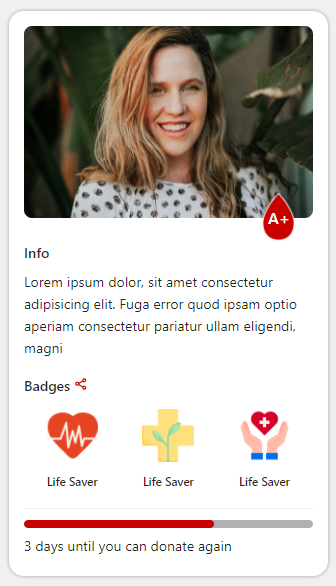 A+
Info
Lorem ipsum dolor, sit amet consectetur
adipisicing elit. Fuga error quod ipsam optio
aperiam consectetur pariatur ullam eligendi,
magni
Badges
Life Saver Life Saver Life Saver
3 days until you can donate again